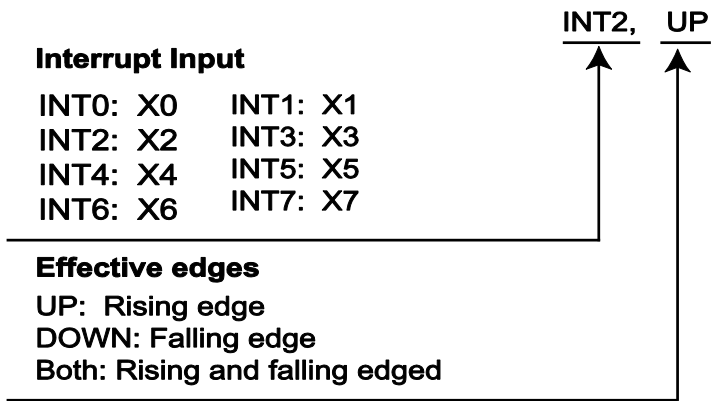 INT2, UP
Interrupt Input
INT0: X0 INT1: X1
INT2: X2 INT3: X3
INT4: X4 INT5: X5
INT6: X6 INT7: X7
Effective edges
UP: Rising edge
DOWN: Falling edge
Both: Rising and falling edged